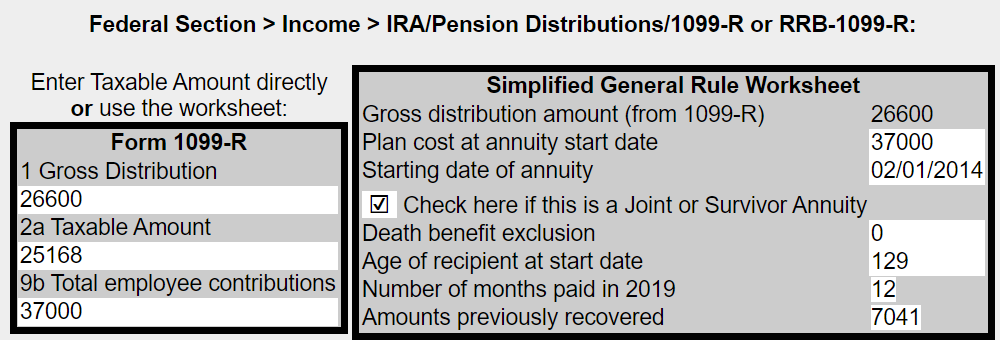 Federal Section > Income > IRA/Pension Distributions/1099-R or RRB-1099-R:
Enter Taxable Amount directly
or use the worksheet:
Form 1099-R
1 Gross Distribution
26600
2a Taxable Amount
25168
9b Total employee contributions
37000
Simplified General Rule Worksheet
Gross distribution amount (from 1099-R) 26600
Plan cost at annuity start date 37000
Starting date of annuity 02/01/2014
Check here if this is a Joint or Survivor Annuity
Death benefit exclusion 0
Age of recipient at start date 129
Number of months paid in 2019 12
Amounts previously recovered 7041